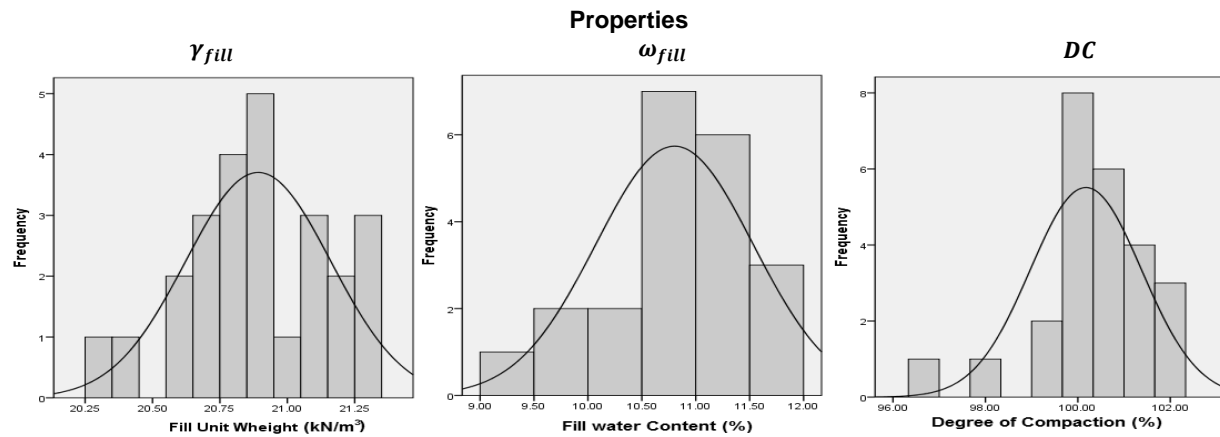 Properties
γfill
ωfill
DC
Frequency
5
4
3
2
1
0
20.25 20.50 20.75 21.00 21.25
Fill Unit Wheight (kN/m³)
Frequency
6
4
2
0
9.00 9.50 10.00 10.50 11.00 11.50 12.00
Fill water Content (%)
Frequency
8
6
4
2
0
96.00 98.00 100.00 102.00
Degree of Compaction (%)